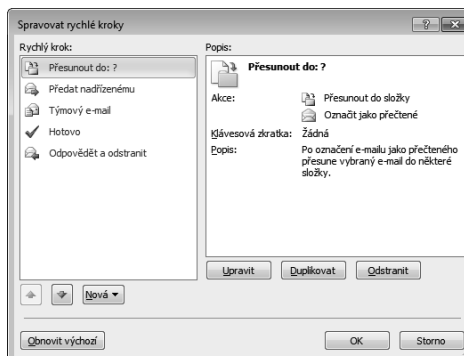 Spravovat rychlé kroky
Rychlý krok:
Přesunout do: ?
Předat nadřízenému
Týmový e-mail
Hotovo
Odpovědět a odstranit
Nová
Popis:
Přesunout do: ?
Akce:
Přesunout do složky
Označit jako přečtené
Klávesová zkratka: Žádná
Popis:
Po označení e-mailu jako přečteného
přesune vybraný e-mail do některé
složky.
Upravit
Duplikovat
Odstranit
Obnovit výchozí
OK
Storno